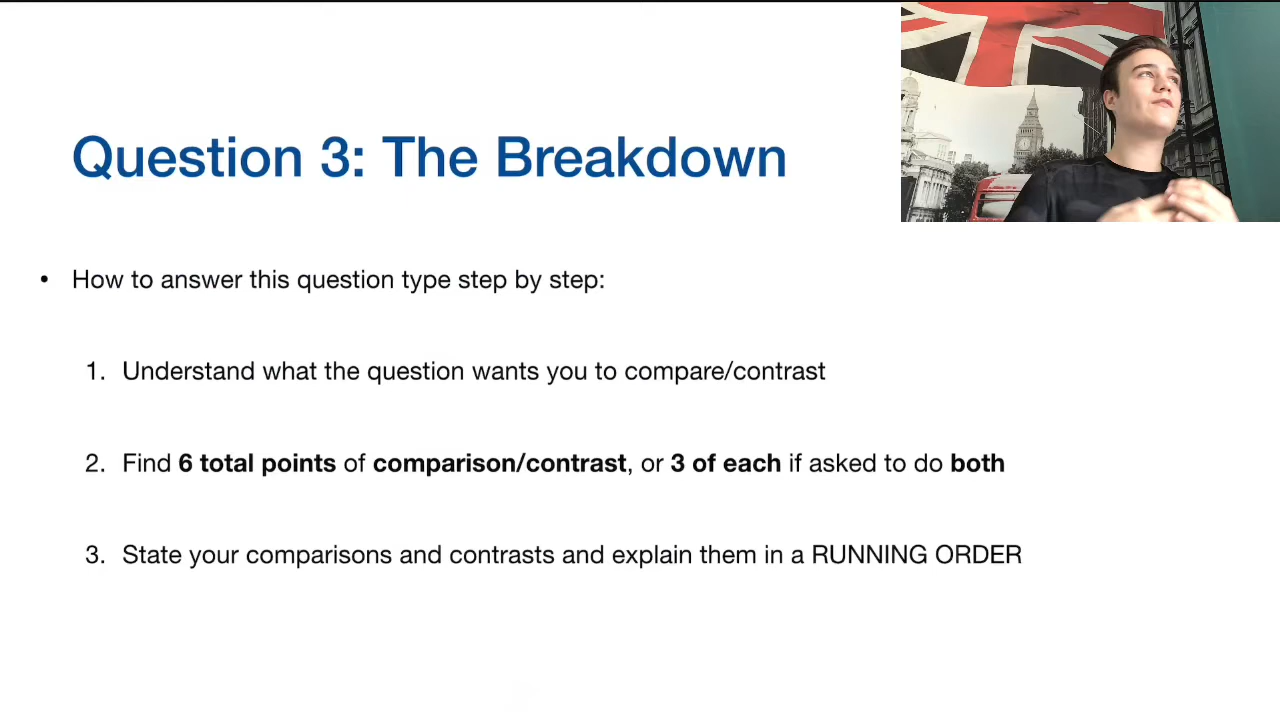 Question 3: The Breakdown
• How to answer this question type step by step:
1. Understand what the question wants you to compare/contrast
2. Find 6 total points of comparison/contrast, or 3 of each if asked to do both
3. State your comparisons and contrasts and explain them in a RUNNING ORDER